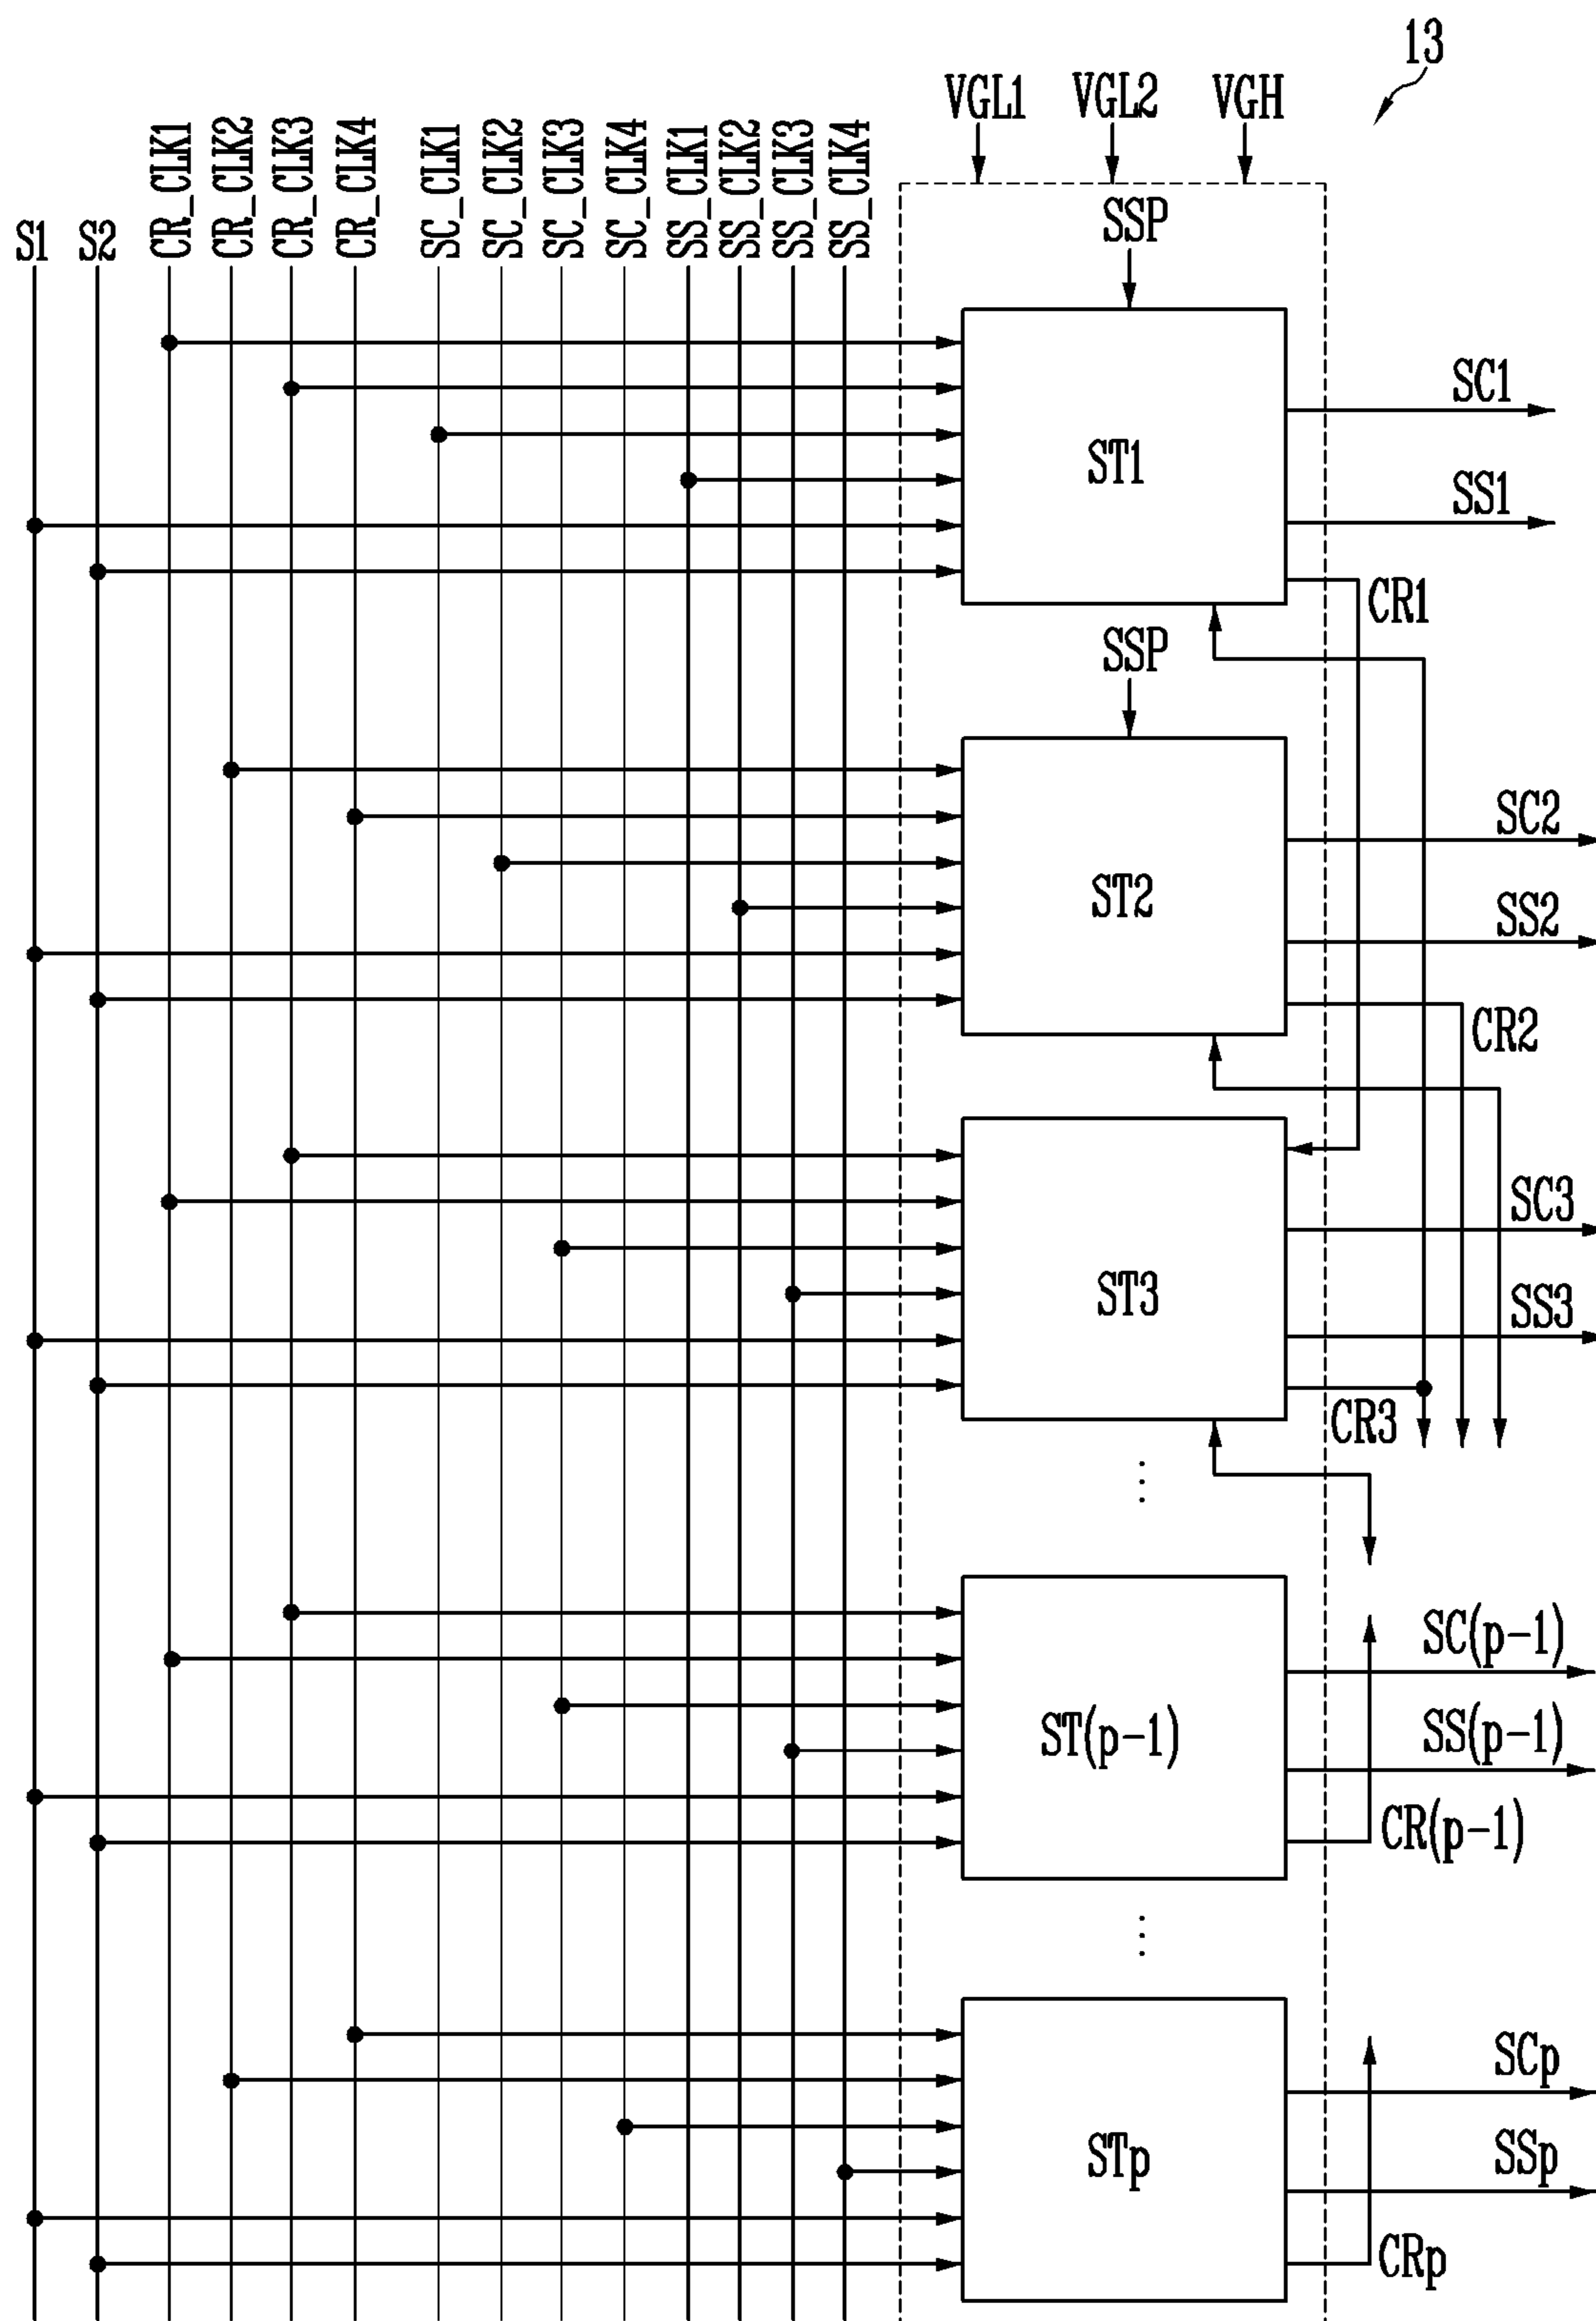 13
VGL1
VGL2
VGH
S1
S2
CR_CLK1
CR_CLK2
CR_CLK3
CR_CLK4
SC_CLK1
SC_CLK2
SC_CLK3
SC_CLK4
SS_CLK1
SS_CLK2
SS_CLK3
SS_CLK4
SSP
ST1
SC1
SS1
CR1
SSP
ST2
SC2
SS2
CR2
ST3
SC3
SS3
CR3
ST(p-1)
SC(p-1)
SS(p-1)
CR(p-1)
STp
SCp
SSp
CRp